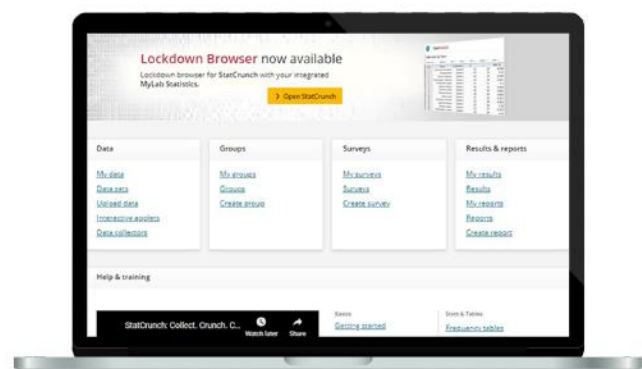 Lockdown Browser now available
Lockdown browser for StatCrunch with your integrated
MyLab Statistics.
> Open StatCrunch
Data
My data
Data sets
Upload data
Interactive applets
Data collectors
Groups
My groups
Groups
Create group
Surveys
My surveys
Surveys
Create survey
Results & reports
My results
Results
My reports
Reports
Create report
Help & training
StatCrunch: Collect. Crunch. C...
Watch later
Share
Basics
Getting started
Stats & Tables
Frequency tables